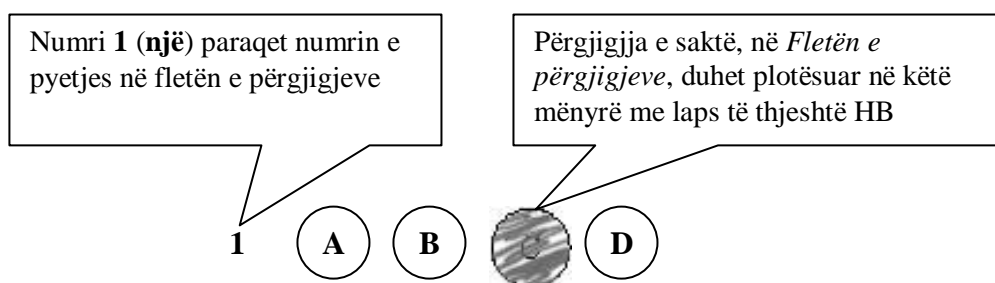 Numri 1 (një) paraqet numrin e
pyetjes në fletën e përgjigjeve
Përgjigjja e saktë, në Fletën e
përgjigjeve, duhet plotësuar në këtë
mënyrë me laps të thjeshtë HB
1 A B C D